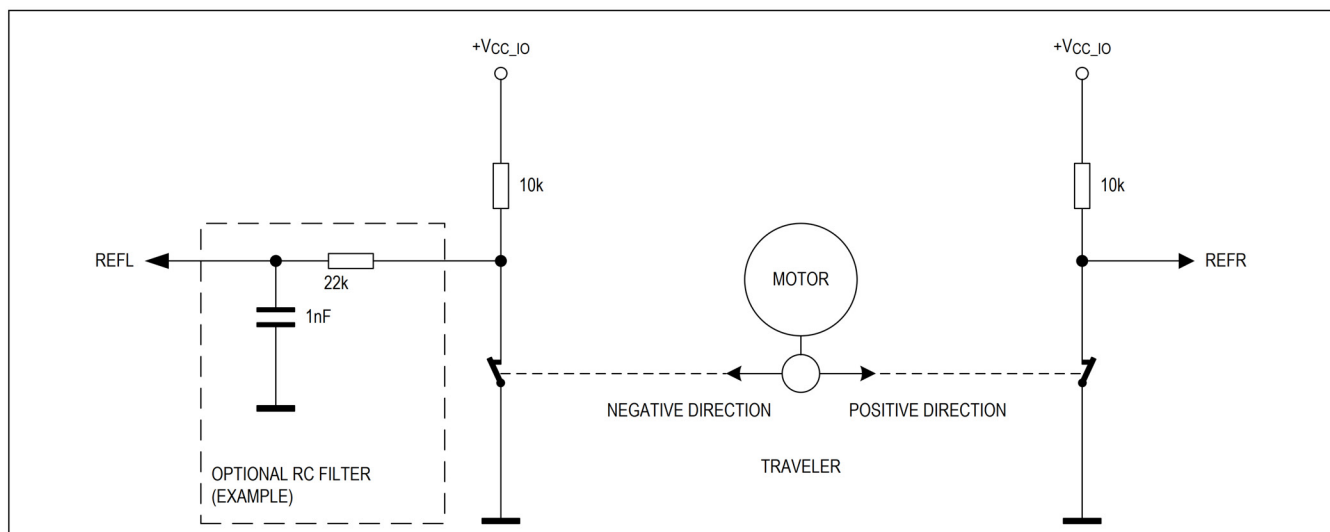 +VCC_IO
+VCC_IO
10k
10k
REFL
22k
1nF
MOTOR
REFR
NEGATIVE DIRECTION
POSITIVE DIRECTION
TRAVELER
OPTIONAL RC FILTER
(EXAMPLE)